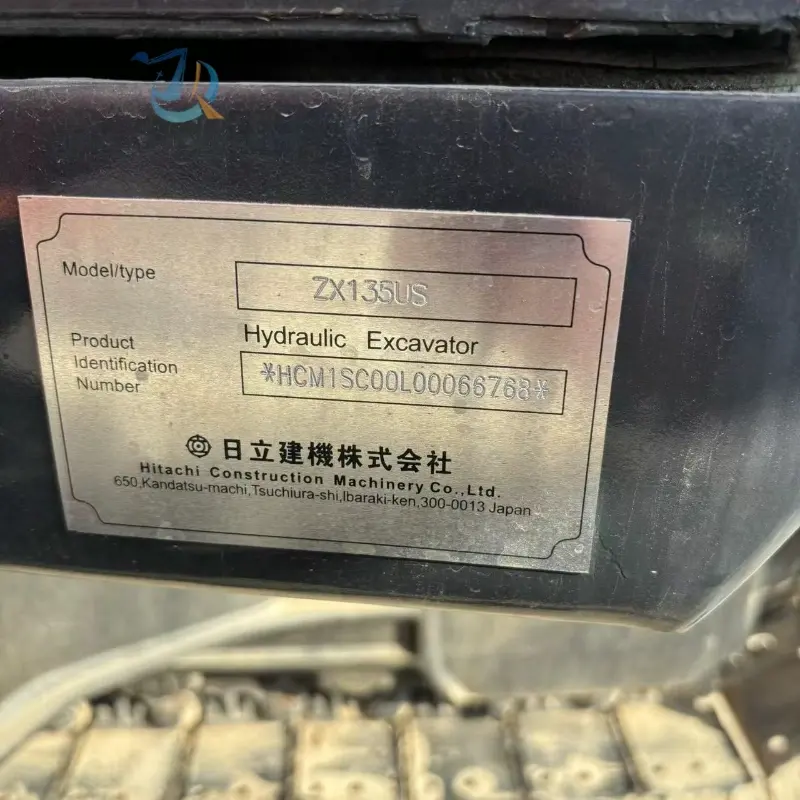 Model/type
ZX135US
Product
Identification
Number
Hydraulic Excavator
*HCM1SC00L00066768*
日立建機株式会社
Hitachi Construction Machinery Co.,Ltd.
650,Kandatsu-machi,Tsuchiura-shi,Ibaraki-ken,300-0013 Japan